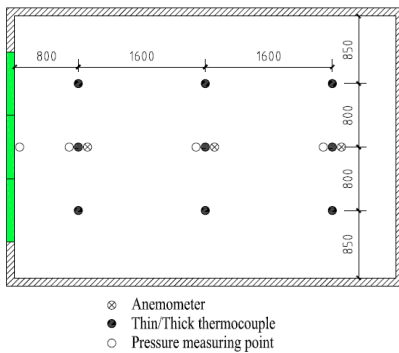 800
1600
1600
850
800
800
850
Anemometer
Thin/Thick thermocouple
Pressure measuring point